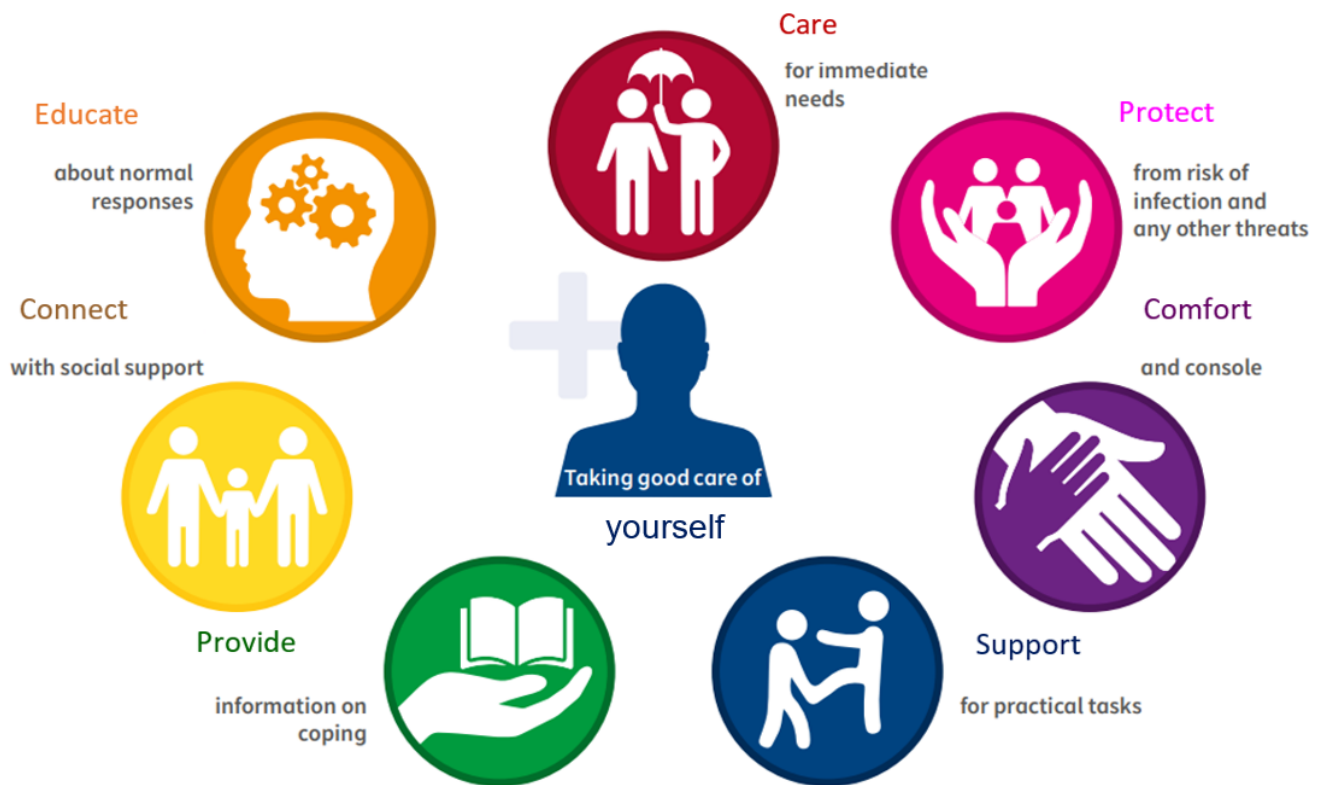 Care
for immediate
needs
Protect
from risk of
infection and
any other threats
Comfort
and console
Support
for practical tasks
Provide
information on
coping
Connect
with social support
Educate
about normal
responses
Taking good care of
yourself